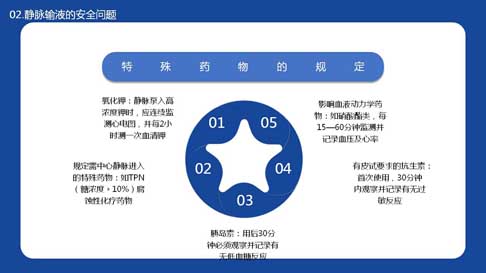 02.静脉输液的安全问题
特殊药物的规定
氯化钾：静脉泵入高
浓度钾时，应连续监
测心电图，并每2小
时测一次血清钾
01
规定需中心静脉进入
的特殊药物：如TPN
（糖浓度＞10%）腐
蚀性化疗药物
02
胰岛素：用后30分
钟必须观察并记录有
无低血糖反应
03
有皮试要求的抗生素：
首次使用，30分钟
内观察并记录有无过
敏反应
04
影响血液动力学药
物：如硝酸酯类，每
15—60分钟监测并
记录血压及心率
05